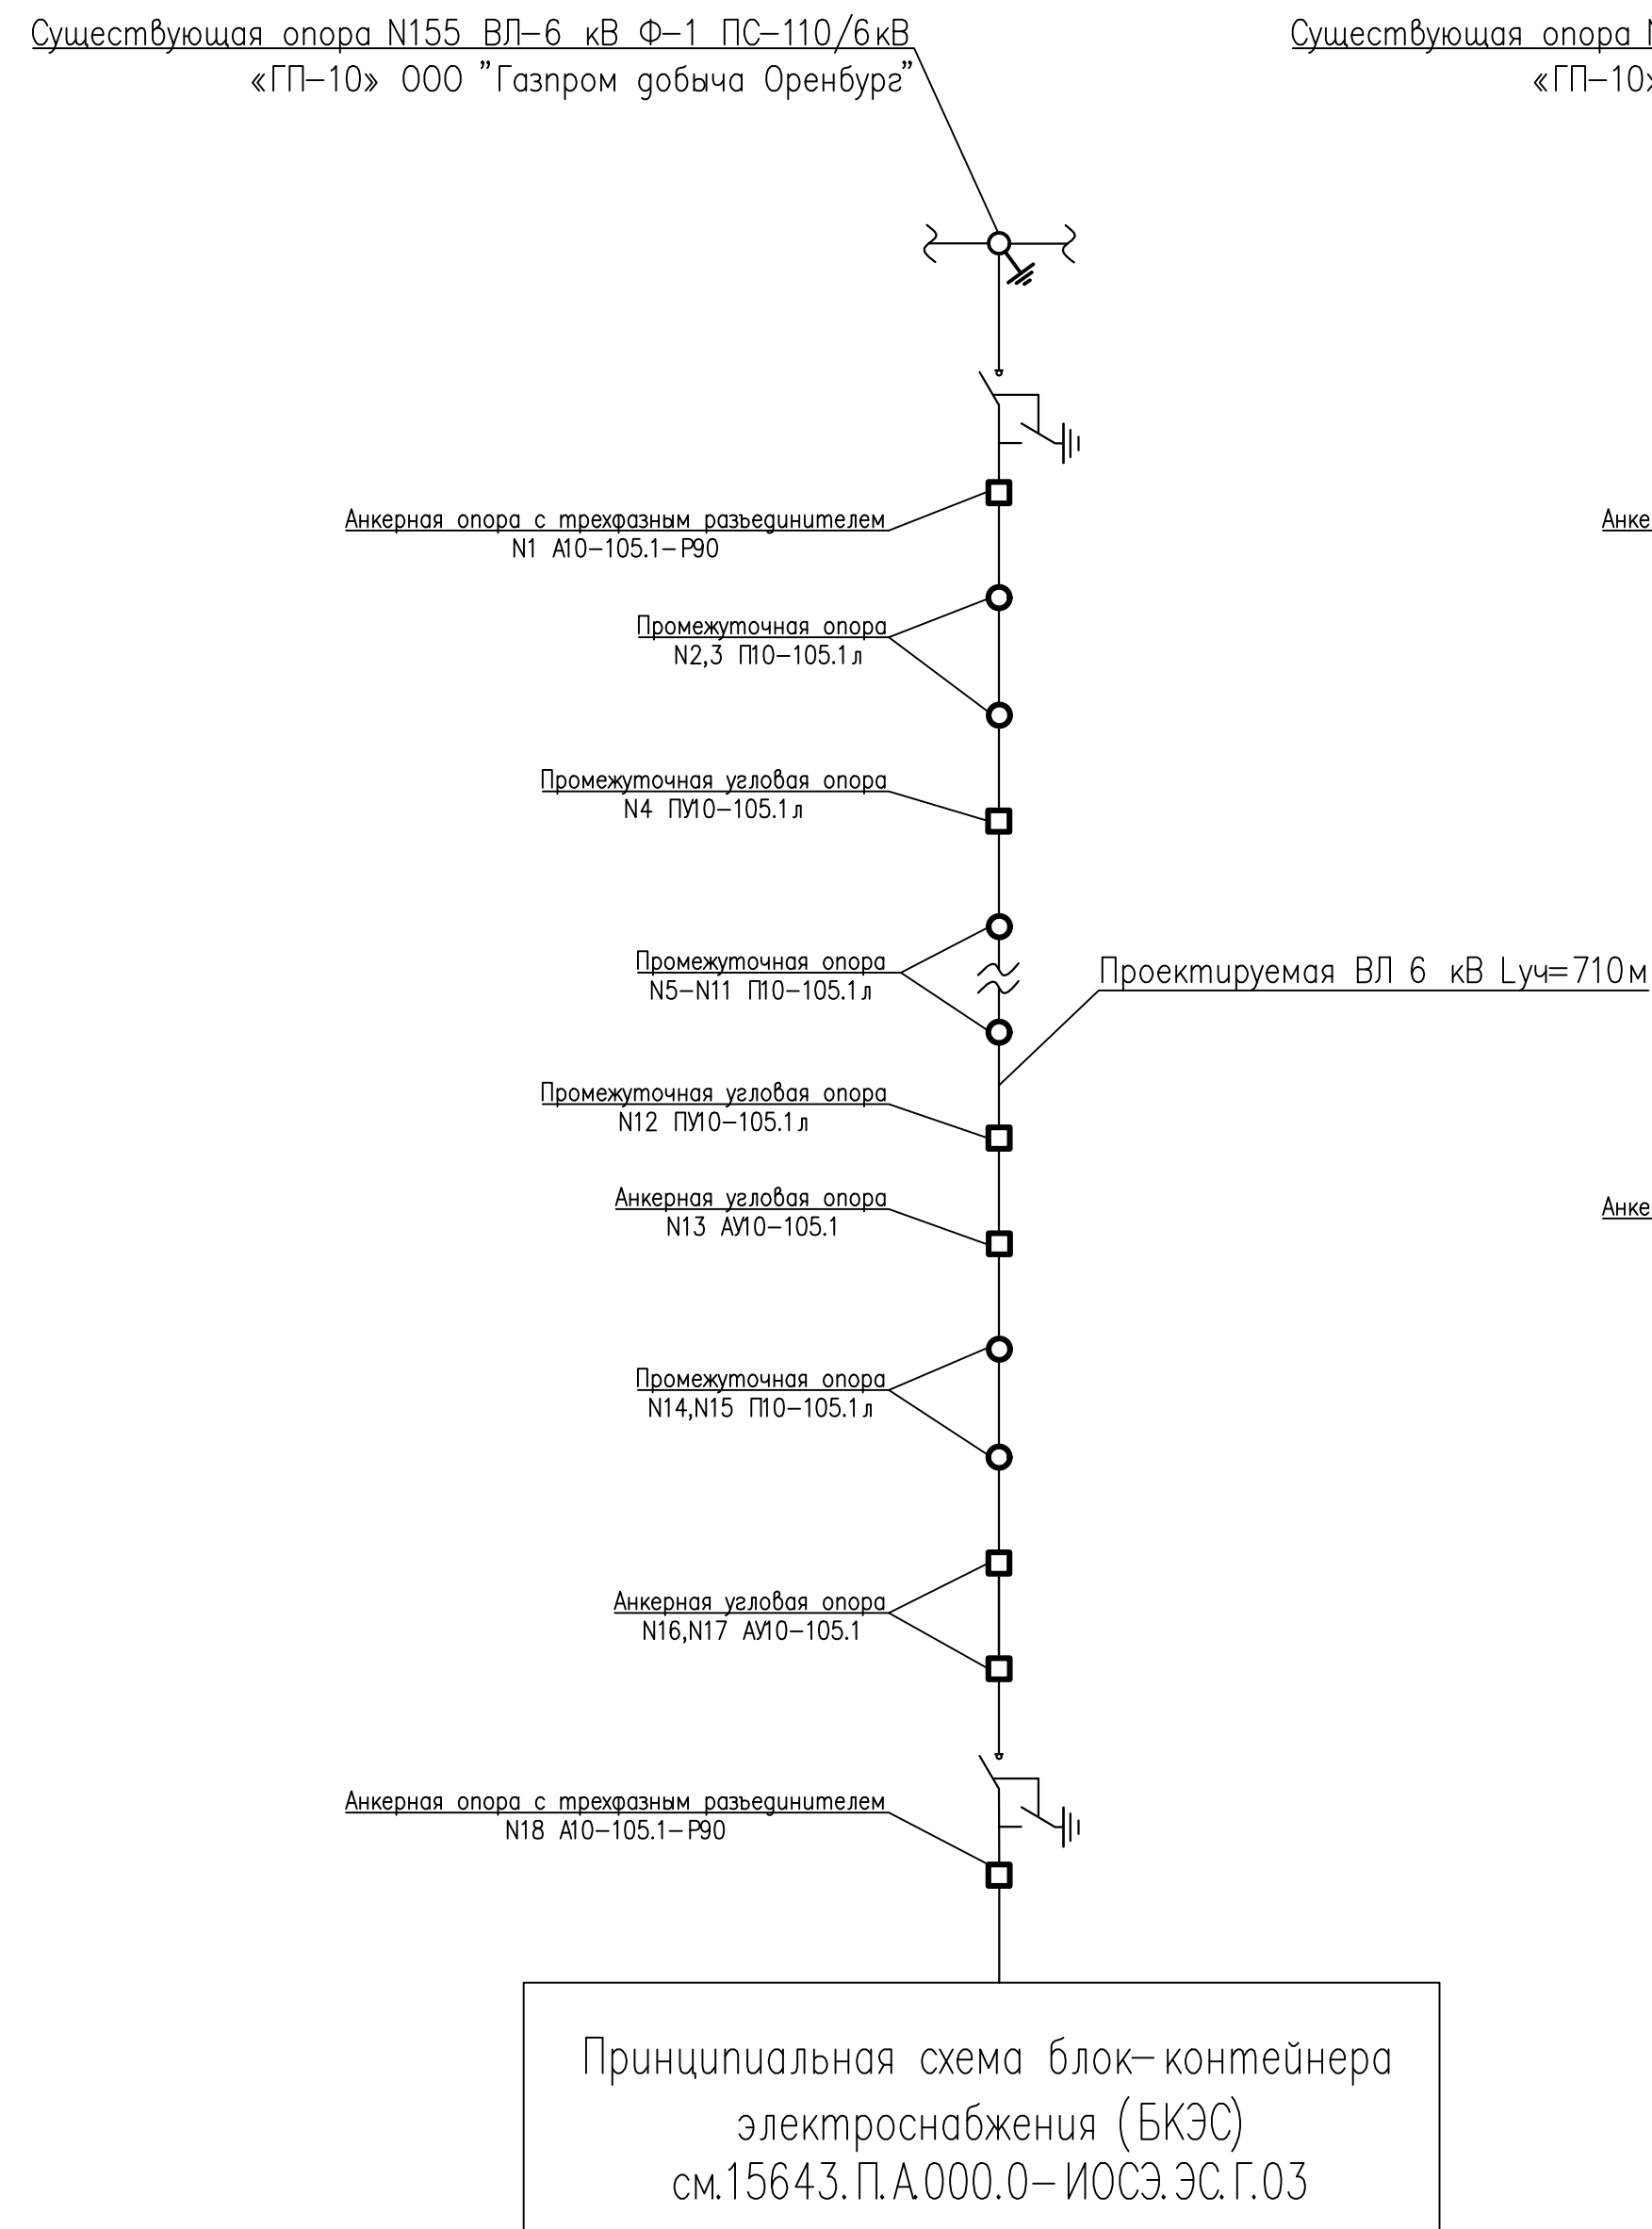 Существующая опора N155 ВЛ-6 кВ Ф-1 ПС-110/6кВ
«ГП-10» ООО "Газпром добыча Оренбург"
Существующая опора
«ГП-10»
Анкерная опора с трехфазным разъединителем
N1 А10-105.1-Р90
Анке
Промежуточная опора
N2,3 П10-105.1л
Промежуточная угловая опора
N4 ПУ10-105.1л
Промежуточная опора
N5-N11 П10-105.1л
Проектируемая ВЛ 6 кВ Lуч=710м
Промежуточная угловая опора
N12 ПУ10-105.1л
Анкерная угловая опора
N13 АУ10-105.1
Анке
Промежуточная опора
N14,N15 П10-105.1л
Анкерная угловая опора
N16,N17 АУ10-105.1
Анкерная опора с трехфазным разъединителем
N18 А10-105.1-Р90
Принципиальная схема блок-контейнера
электроснабжения (БКЭС)
см.15643.П.А.000.0-ИОСЭ.ЭС.Г.03